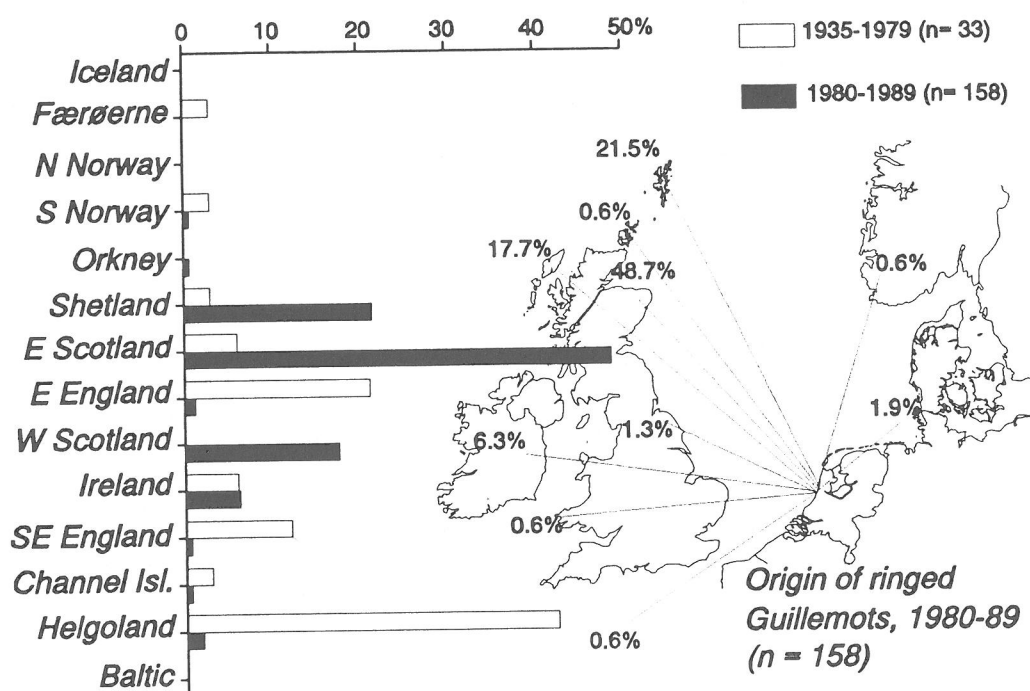 0 10 20 30 40 50%
1935-1979 (n= 33)
1980-1989 (n= 158)
Iceland
Færøerne
N Norway
S Norway
Orkney
Shetland
E Scotland
E England
W Scotland
Ireland
SE England
Channel Isl.
Helgoland
Baltic
21.5%
0.6%
17.7%
48.7%
0.6%
1.9%
1.3%
6.3%
0.6%
0.6%
Origin of ringed
Guillemots, 1980-89
(n = 158)